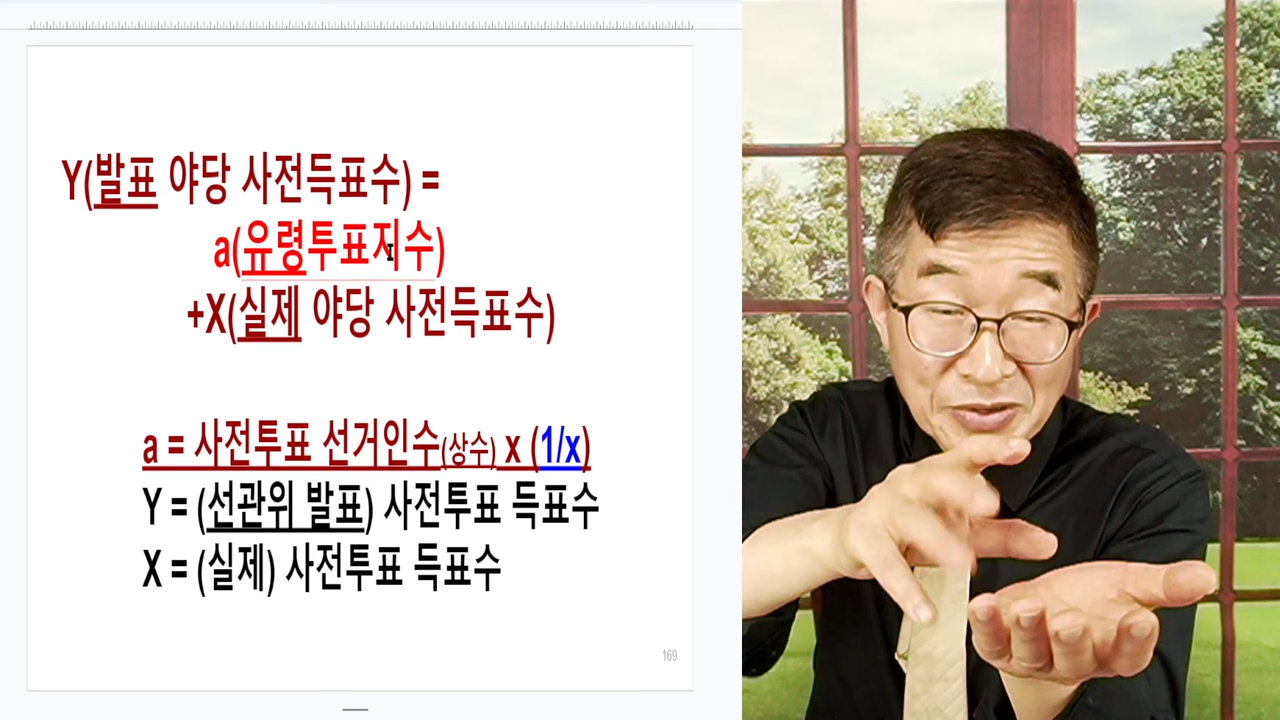 Y(발표 야당 사전득표수) =
a(유령투표지수)
+X(실제 야당 사전득표수)
a = 사전투표 선거인수(상수) x (1/x)
Y = (선관위 발표) 사전투표 득표수
X = (실제) 사전투표 득표수
169